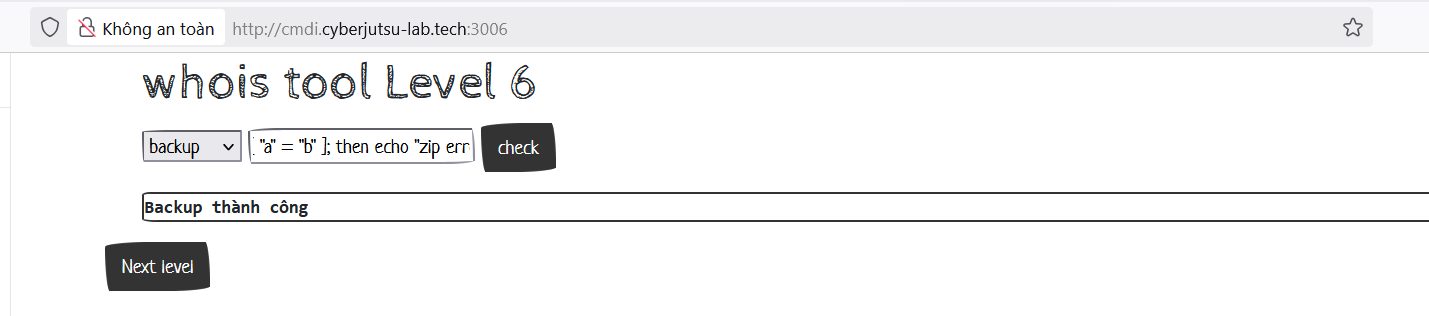 Không an toàn http://cmdi.cyberjutsu-lab.tech:3006
whois tool Level 6
backup "a" = "b" ]; then echo "zip err check
Backup thành công
Next level